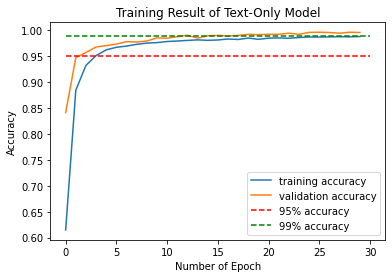 Training Result of Text-Only Model
1.00
0.95
0.90
0.85
0.80
0.75
0.70
0.65
0.60
Accuracy
training accuracy
validation accuracy
95% accuracy
99% accuracy
0 5 10 15 20 25 30
Number of Epoch